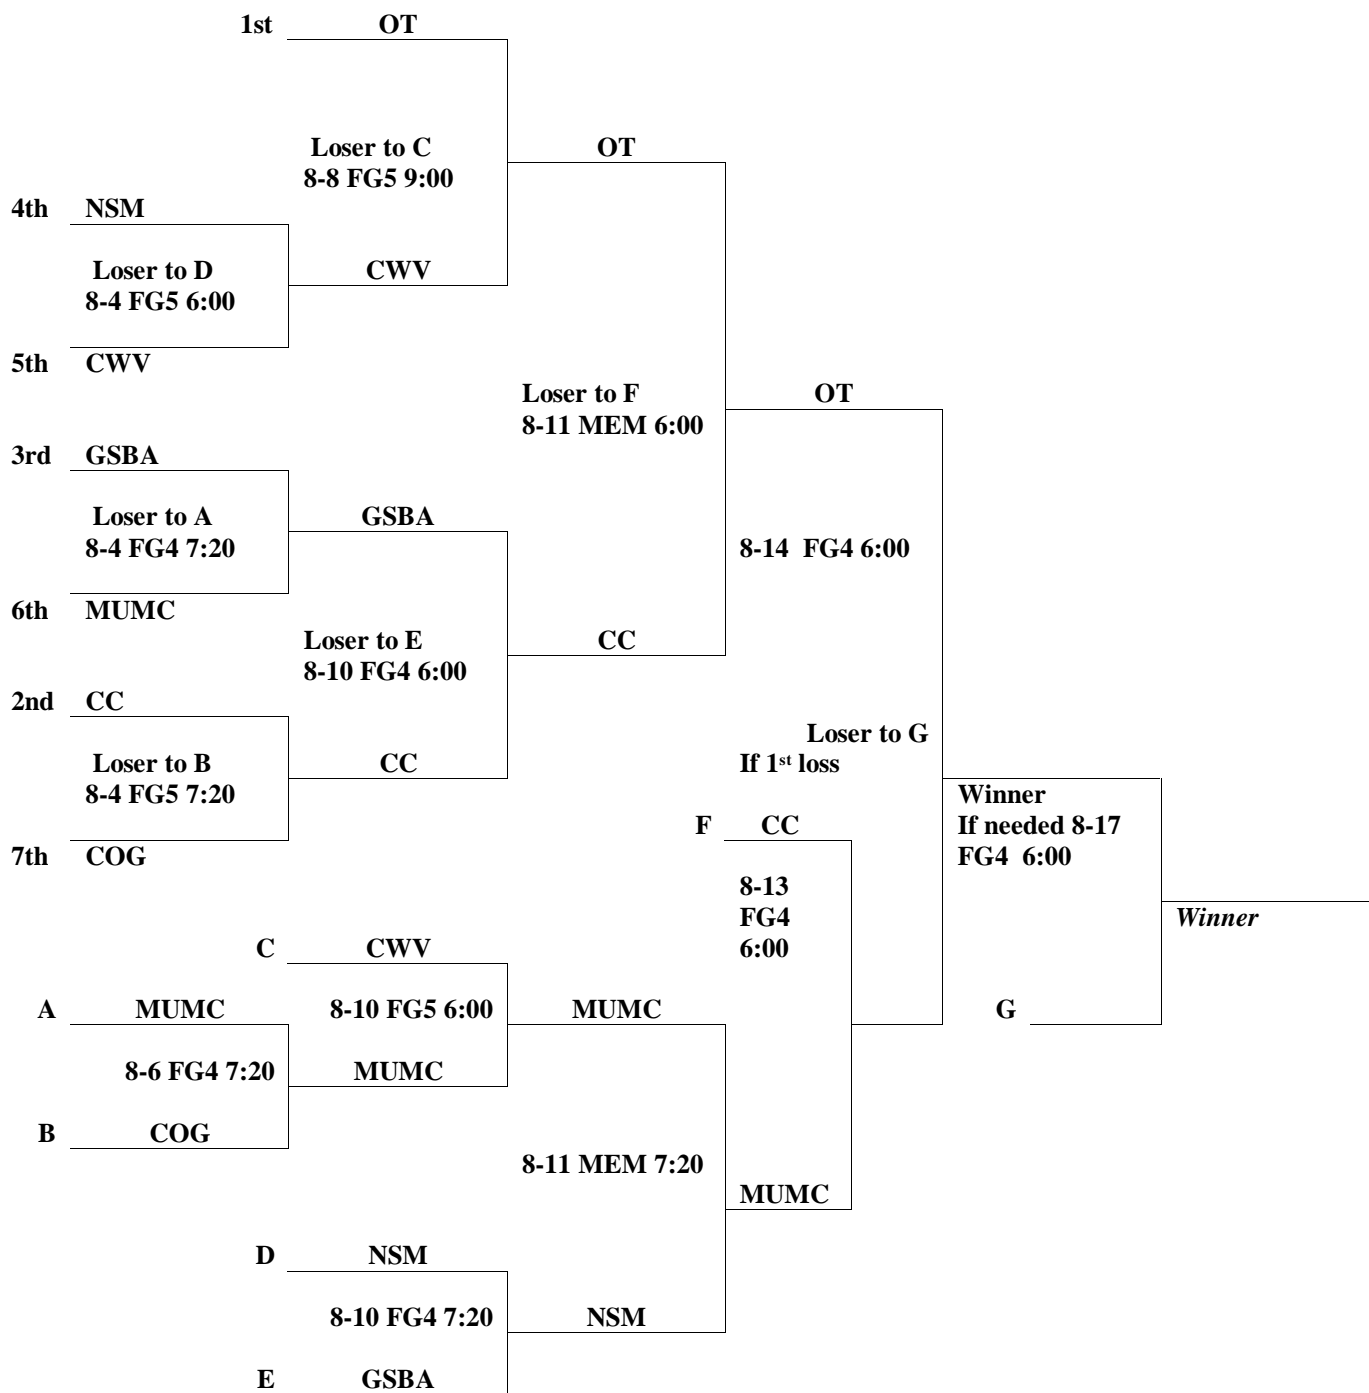 1st OT
Loser to C OT
8-8 FG5 9:00
4th NSM
Loser to D CWV
8-4 FG5 6:00
5th CWV
Loser to F OT
8-11 MEM 6:00
3rd GSBA
Loser to A GSBA
8-4 FG4 7:20 8-14 FG4 6:00
6th MUMC
Loser to E CC
8-10 FG4 6:00
2nd CC
Loser to G
Loser to B CC If 1st loss
8-4 FG5 7:20 Winner
F CC If needed 8-17
7th COG FG4 6:00
8-13
FG4 Winner
6:00
C CWV
A MUMC 8-10 FG5 6:00 MUMC G
8-6 FG4 7:20 MUMC
B COG
8-11 MEM 7:20
MUMC
D NSM
8-10 FG4 7:20 NSM
E GSBA